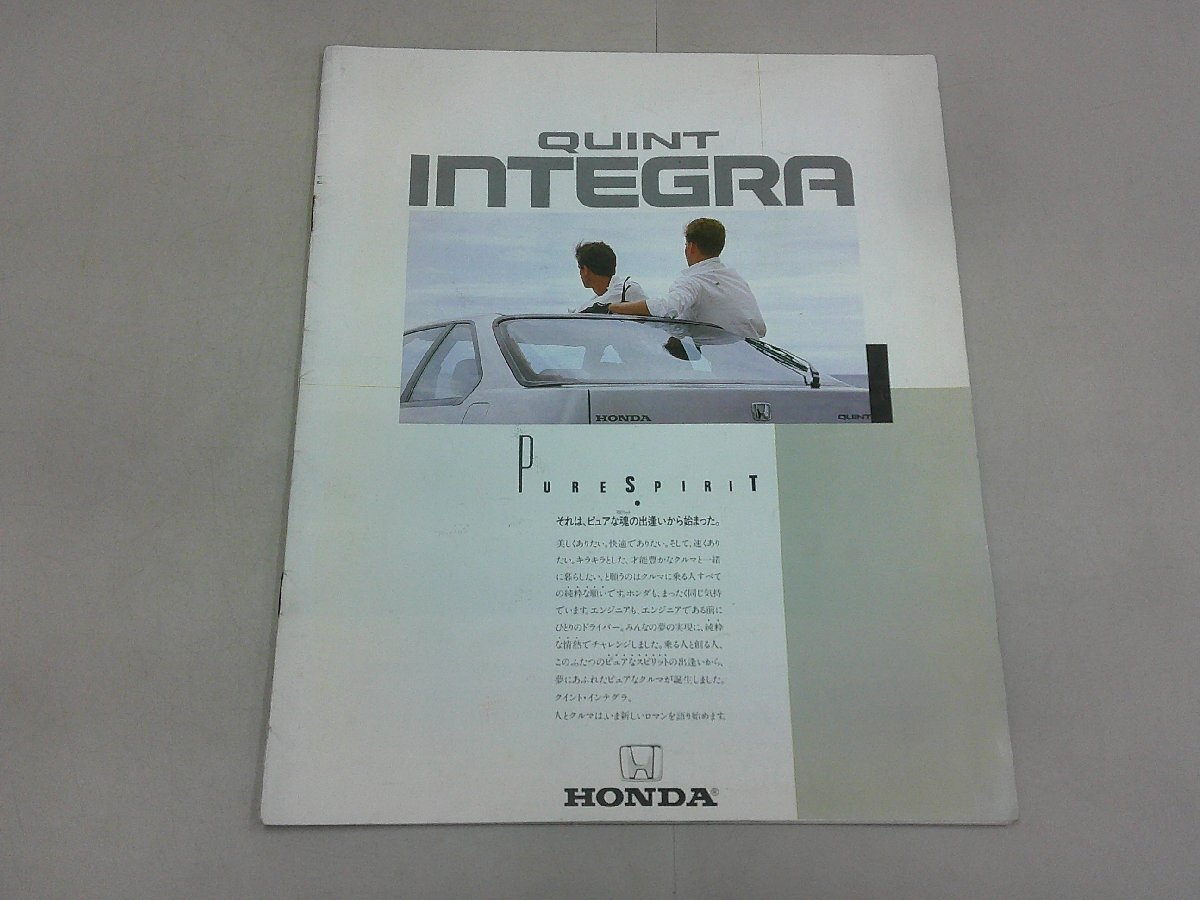 QUINT
INTEGRA
HONDA
QUINT
PURE SPIRIT
それは、ピュアな魂の出逢いから始まった。
美しくありたい。快適でありたい。そして、速くあり
たい。キラキラとした、才能豊かなクルマと一緒
に暮らしたい、と願うのはクルマに乗る人すべて
の純粋な願いです。ホンダも、まったく同じ気持
でいます。エンジニアも、エンジニアである前に
ひとりのドライバー。みんなの夢の実現に、純粋
な情熱でチャレンジしました。乗る人と創る人、
このふたつのピュアなスピリットの出逢いから、
夢にあふれたピュアなクルマが誕生しました。
クイント・インテグラ。
人とクルマは、いま新しいロマンを語り始めます。
HONDA®